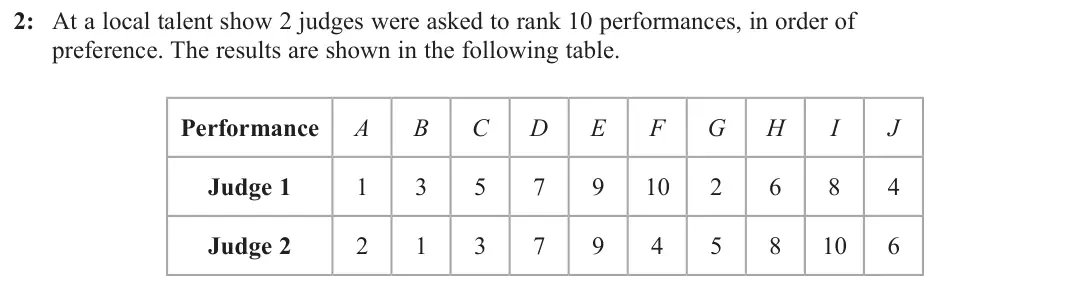 2: At a local talent show 2 judges were asked to rank 10 performances, in order of
preference. The results are shown in the following table.
Performance A B C D E F G H I J
Judge 1 1 3 5 7 9 10 2 6 8 4
Judge 2 2 1 3 7 9 4 5 8 10 6